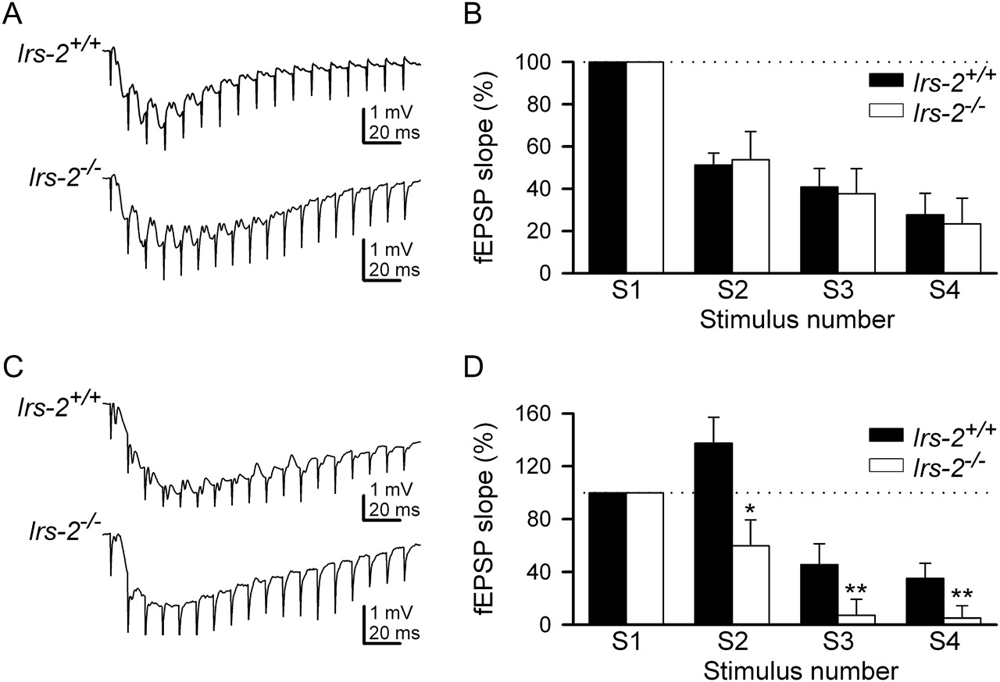 A
Irs-2+/+
1 mV
20 ms
Irs-2-/-
1 mV
20 ms
B
fEPSP slope (%)
100
80
60
40
20
0
Irs-2+/+
Irs-2-/-
S1 S2 S3 S4
Stimulus number
C
Irs-2+/+
1 mV
20 ms
Irs-2-/-
1 mV
20 ms
D
fEPSP slope (%)
160
120
80
40
0
Irs-2+/+
Irs-2-/-
*
**
**
S1 S2 S3 S4
Stimulus number